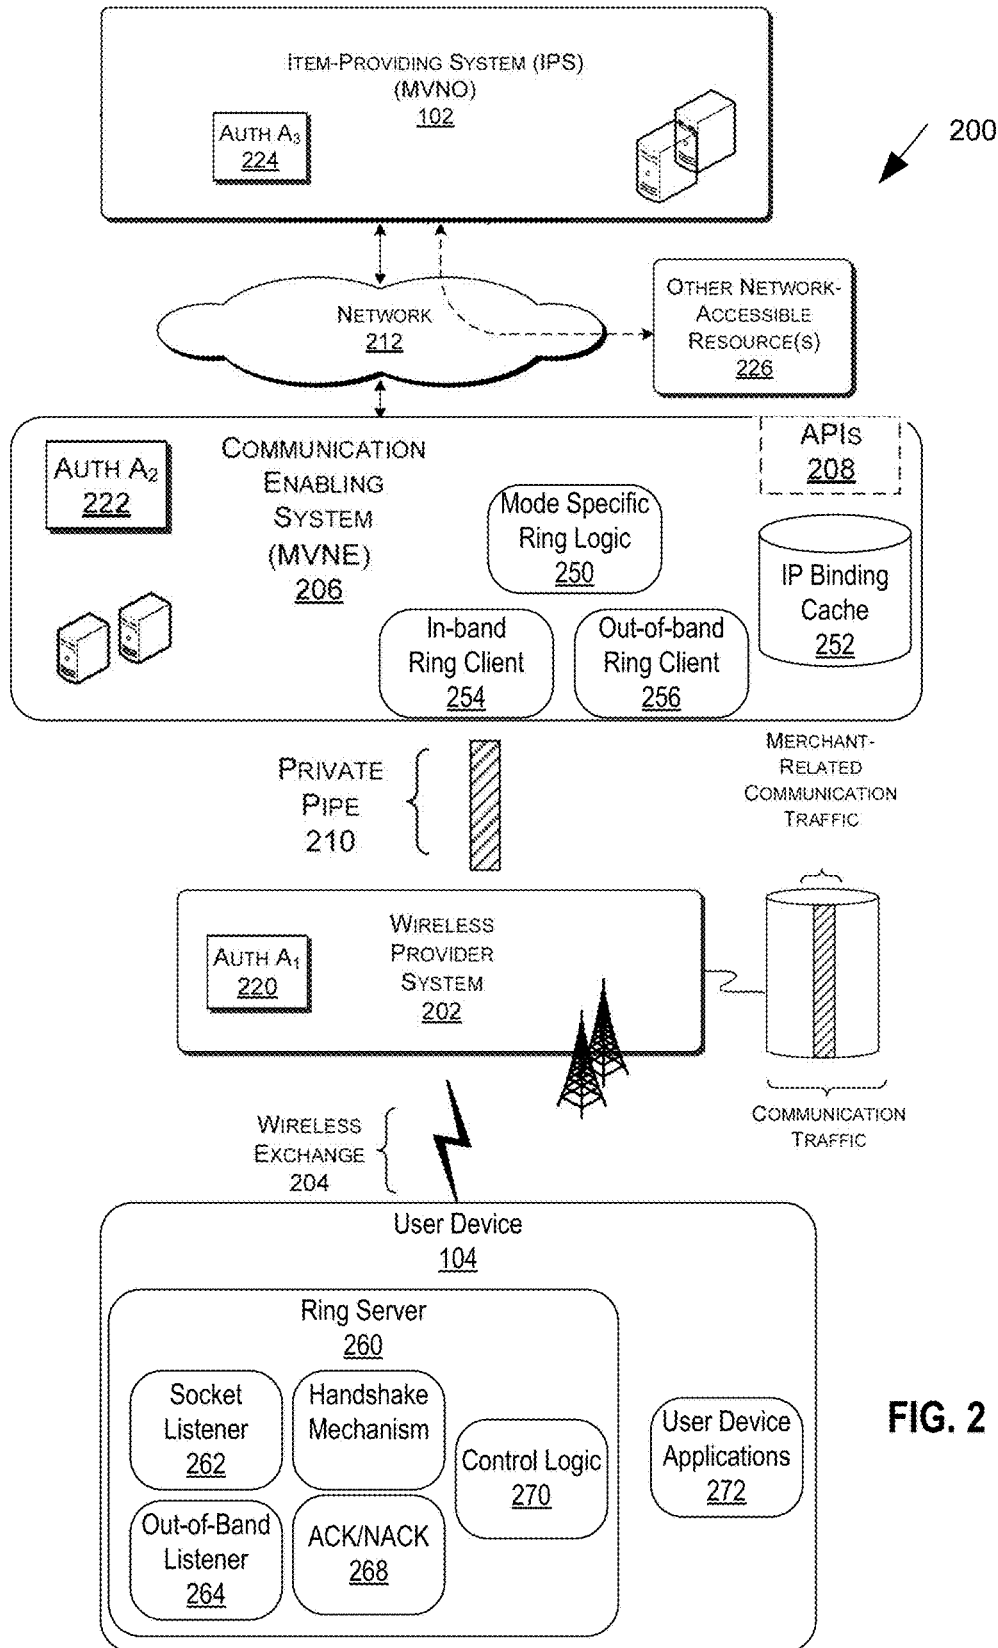 ITEM-PROVIDING SYSTEM (IPS)
(MVNO)
102
AUTH A3
224
200
NETWORK
212
OTHER NETWORK-
ACCESSIBLE
RESOURCE(S)
226
AUTH A2
222
COMMUNICATION
ENABLING
SYSTEM
(MVNE)
206
APIS
208
Mode Specific
Ring Logic
250
IP Binding
Cache
252
In-band
Ring Client
254
Out-of-band
Ring Client
256
PRIVATE
PIPE
210
MERCHANT-
RELATED
COMMUNICATION
TRAFFIC
AUTH A1
220
WIRELESS
PROVIDER
SYSTEM
202
COMMUNICATION
TRAFFIC
WIRELESS
EXCHANGE
204
User Device
104
Ring Server
260
Socket
Listener
262
Handshake
Mechanism
Control Logic
270
Out-of-Band
Listener
264
ACK/NACK
268
User Device
Applications
272
FIG. 2